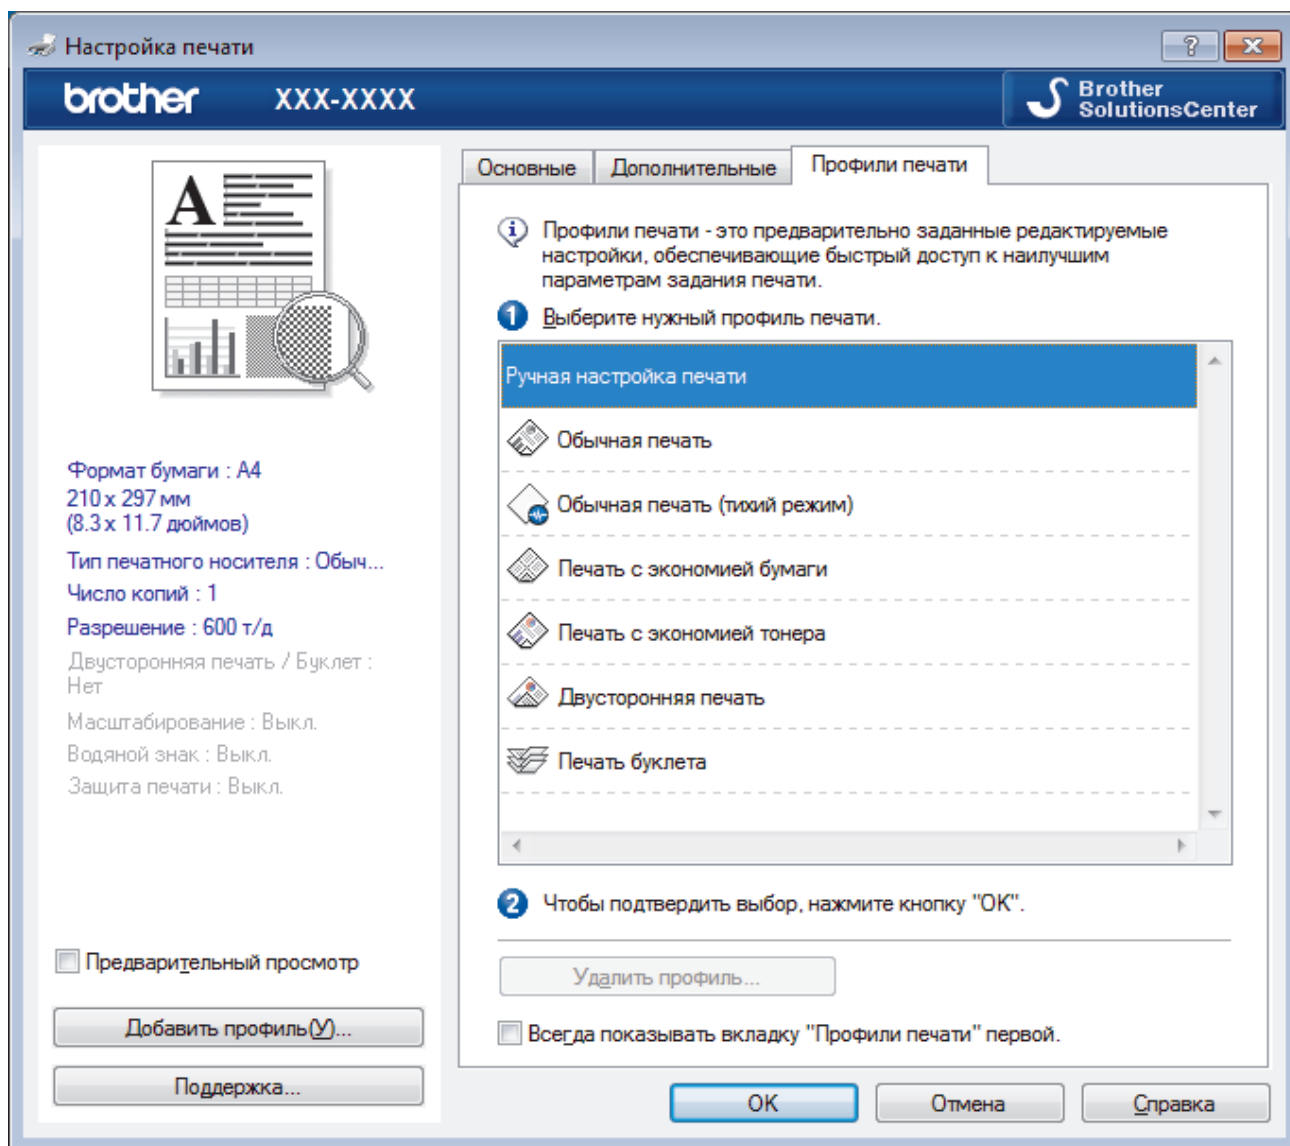 Настройка печати
brother XXX-XXXX
Brother
SolutionsCenter
Основные Дополнительные Профили печати
Профили печати - это предварительно заданные редактируемые
настройки, обеспечивающие быстрый доступ к наилучшим
параметрам задания печати.
1 Выберите нужный профиль печати.
Ручная настройка печати
Обычная печать
Обычная печать (тихий режим)
Печать с экономией бумаги
Печать с экономией тонера
Двусторонняя печать
Печать буклета
2 Чтобы подтвердить выбор, нажмите кнопку "OK".
Удалить профиль...
Всегда показывать вкладку "Профили печати" первой.
A
Формат бумаги : A4
210 x 297 мм
(8.3 x 11.7 дюймов)
Тип печатного носителя : Обыч...
Число копий : 1
Разрешение : 600 т/д
Двусторонняя печать / Буклет :
Нет
Масштабирование : Выкл.
Водяной знак : Выкл.
Защита печати : Выкл.
Предварительный просмотр
Добавить профиль(У)...
Поддержка...
OK Отмена Справка